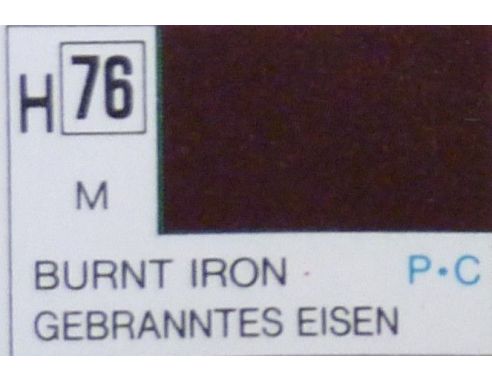 H 76
M
BURNT IRON P•C
GEBRANNTES EISEN